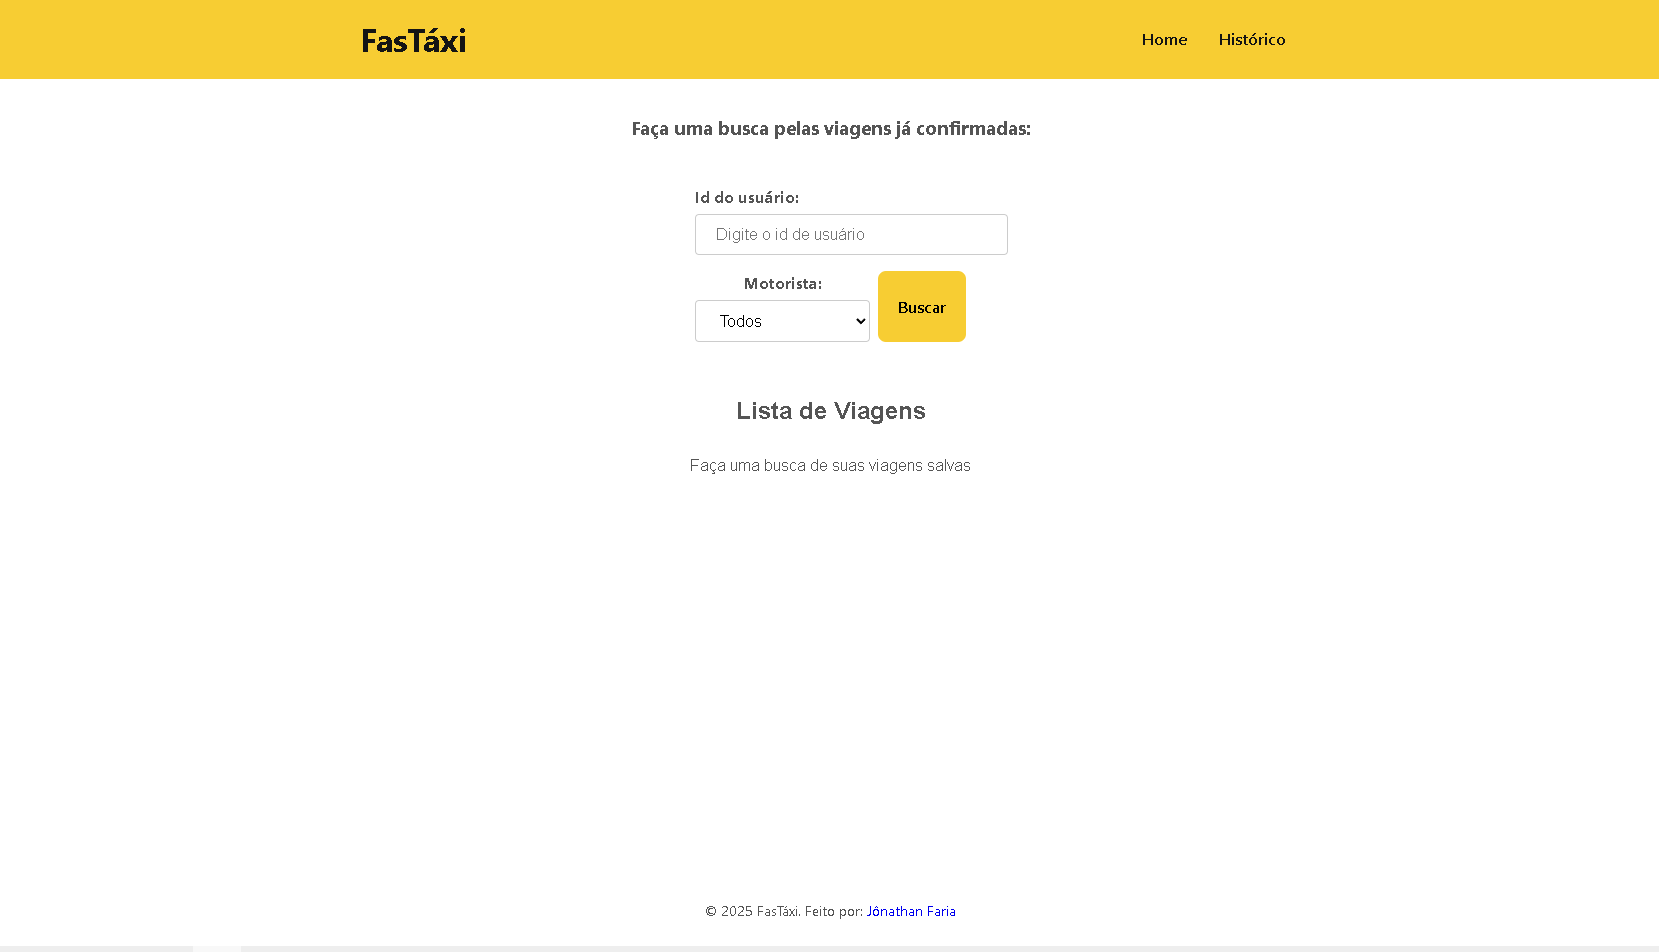 FasTáxi
Home
Histórico
Faça uma busca pelas viagens já confirmadas:
Id do usuário:
Digite o id de usuário
Motorista:
Todos
Buscar
Lista de Viagens
Faça uma busca de suas viagens salvas
© 2025 FasTáxi. Feito por: Jônathan Faria